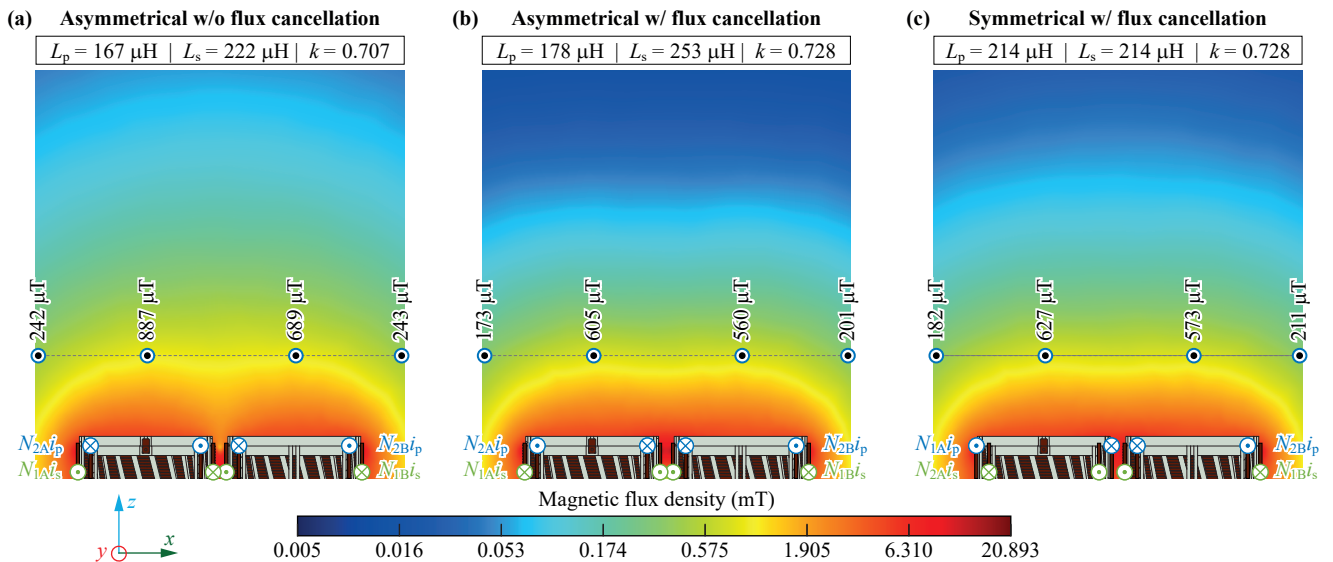 (a) Asymmetrical w/o flux cancellation
Lp = 167 μH | Ls = 222 μH | k = 0.707
242 μT
887 μT
689 μT
243 μT
N2Aip
N2Bip
N1Ais
N1Bis
(b) Asymmetrical w/ flux cancellation
Lp = 178 μH | Ls = 253 μH | k = 0.728
173 μT
605 μT
560 μT
201 μT
N2Aip
N2Bip
N1Ais
N1Bis
(c) Symmetrical w/ flux cancellation
Lp = 214 μH | Ls = 214 μH | k = 0.728
182 μT
627 μT
573 μT
211 μT
N1Aip
N2Bip
N2Ais
N1Bis
z
y
x
Magnetic flux density (mT)
0.005 0.016 0.053 0.174 0.575 1.905 6.310 20.893